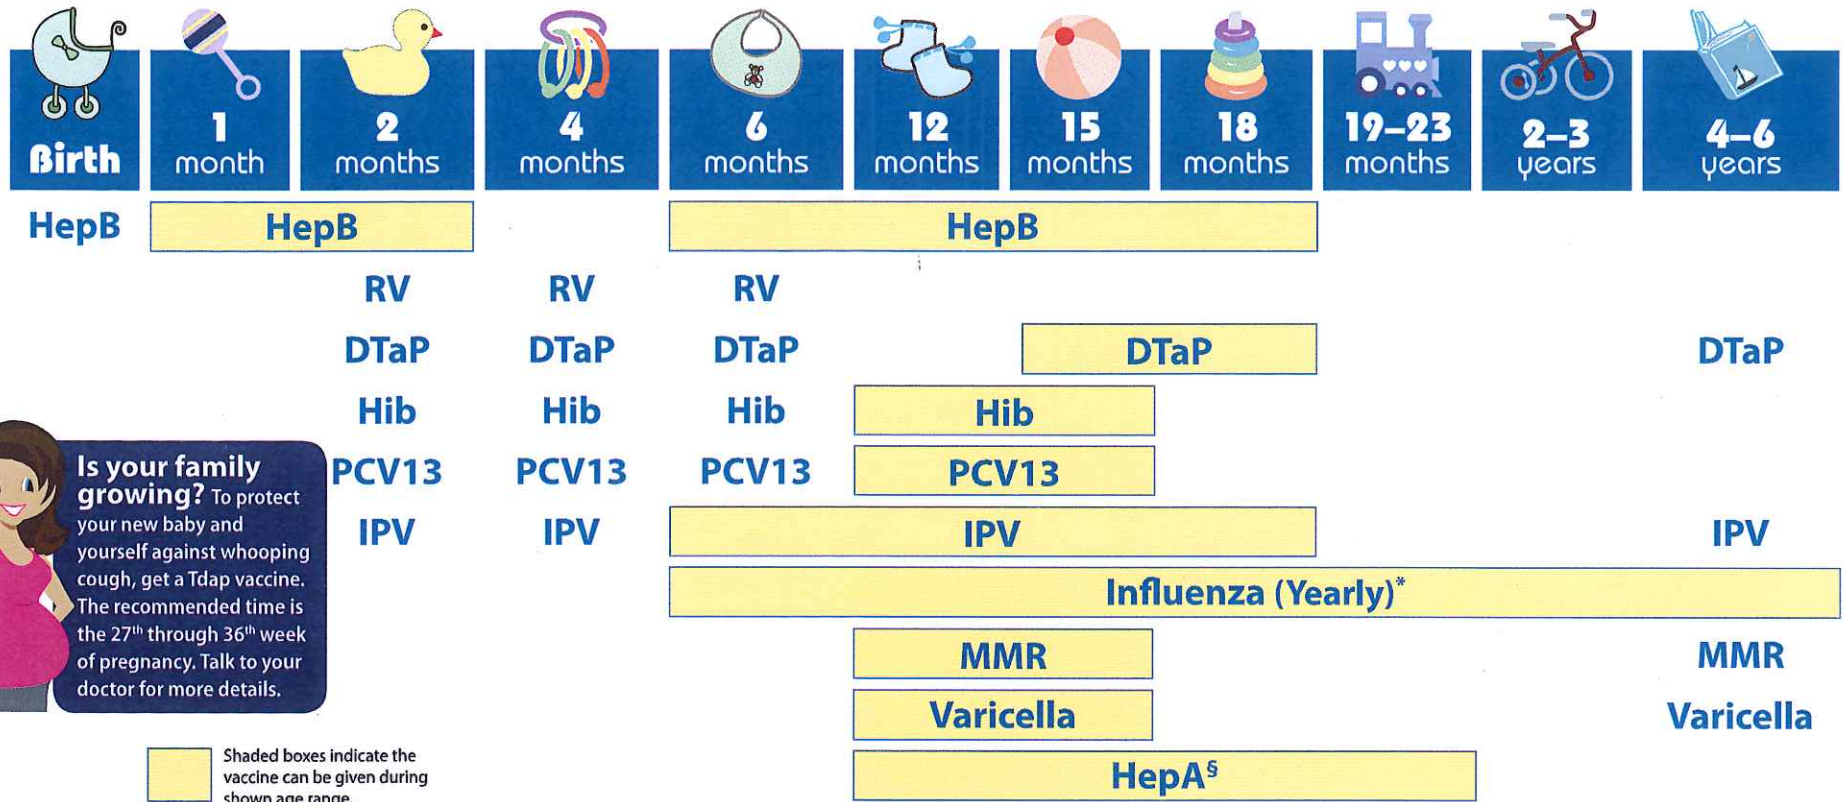 Birth
1
month
2
months
4
months
6
months
12
months
15
months
18
months
19–23
months
2–3
years
4–6
years
HepB HepB HepB
RV RV RV
DTaP DTaP DTaP DTaP DTaP
Hib Hib Hib Hib
PCV13 PCV13 PCV13 PCV13
IPV IPV IPV IPV
Influenza (Yearly)*
MMR MMR
Varicella Varicella
HepA§
Is your family
growing? To protect
your new baby and
yourself against whooping
cough, get a Tdap vaccine.
The recommended time is
the 27th through 36th week
of pregnancy. Talk to your
doctor for more details.
Shaded boxes indicate the
vaccine can be given during
shown age range.